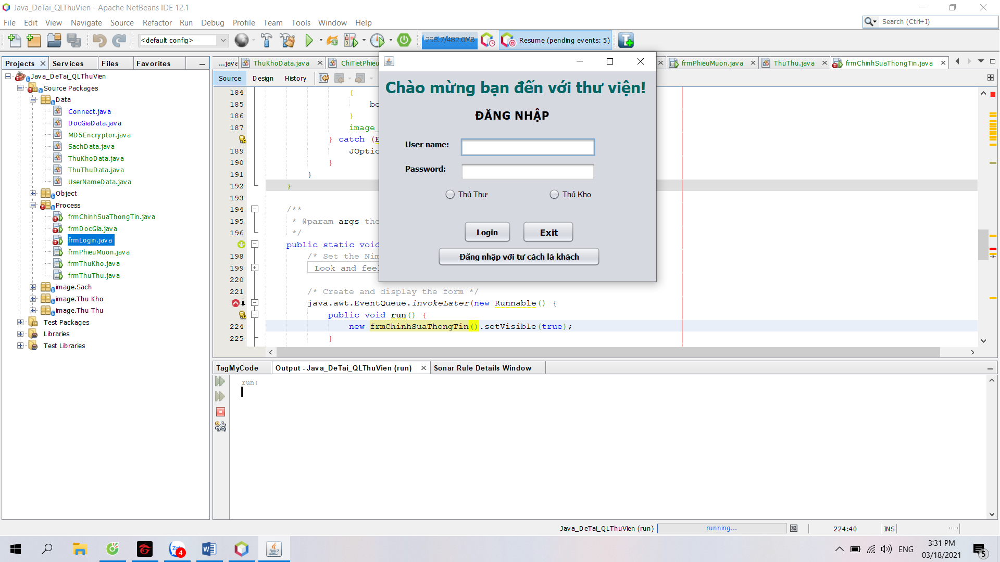 Java_DeTai_QLThuVien - Apache NetBeans IDE 12.1
File Edit View Navigate Source Refactor Run Debug Profile Team Tools Window Help
Search (Ctrl+I)
<default config>
298.7/482.0MB
Resume (pending events: 5)
Projects Services Files Favorites
...java ThuKhoData.java ChiTietPhieu frmPhieuMuon.java ThuThu.java frmChinhSuaThongTin.java
Source Design History
Java_DeTai_QLThuVien
Source Packages
Data
Connect.java
DocGiaData.java
MD5Encryptor.java
SachData.java
ThuKhoData.java
ThuThuData.java
UserNameData.java
Object
Process
frmChinhSuaThongTin.java
frmDocGia.java
frmLogin.java
frmPhieuMuon.java
frmThuKho.java
frmThuThu.java
image.Sach
image.Thu Kho
image.Thu Thu
Test Packages
Libraries
Test Libraries
184 {
185 bo
186 }
187 image_
} catch (E
189 JOptio
190 }
191 }
192 }
193
194 /**
195 * @param args the
196 */
public static void
198 /* Set the Nim
199 Look and feel
220
221 /* Create and display the form */
java.awt.EventQueue.invokeLater(new Runnable() {
public void run() {
224 new frmChinhSuaThongTin().setVisible(true);
225 }
Chào mừng bạn đến với thư viện!
ĐĂNG NHẬP
User name:
Password:
Thủ Thư Thủ Kho
Login Exit
Đăng nhập với tư cách là khách
TagMyCode Output - Java_DeTai_QLThuVien (run) Sonar Rule Details Window
run:
Java_DeTai_QLThuVien (run) running... 224:40 INS
4
ENG
3:31 PM
03/18/2021
5